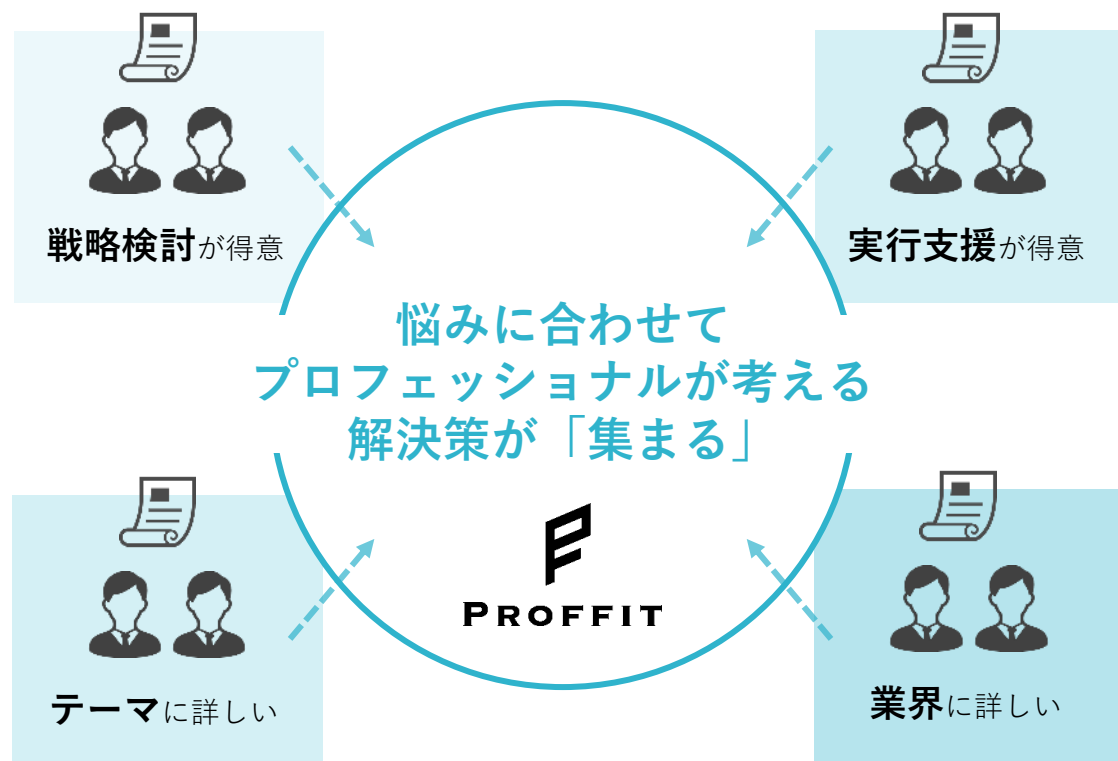 戦略検討が得意
実行支援が得意
悩みに合わせて
プロフェッショナルが考える
解決策が「集まる」
PROFFIT
テーマに詳しい
業界に詳しい